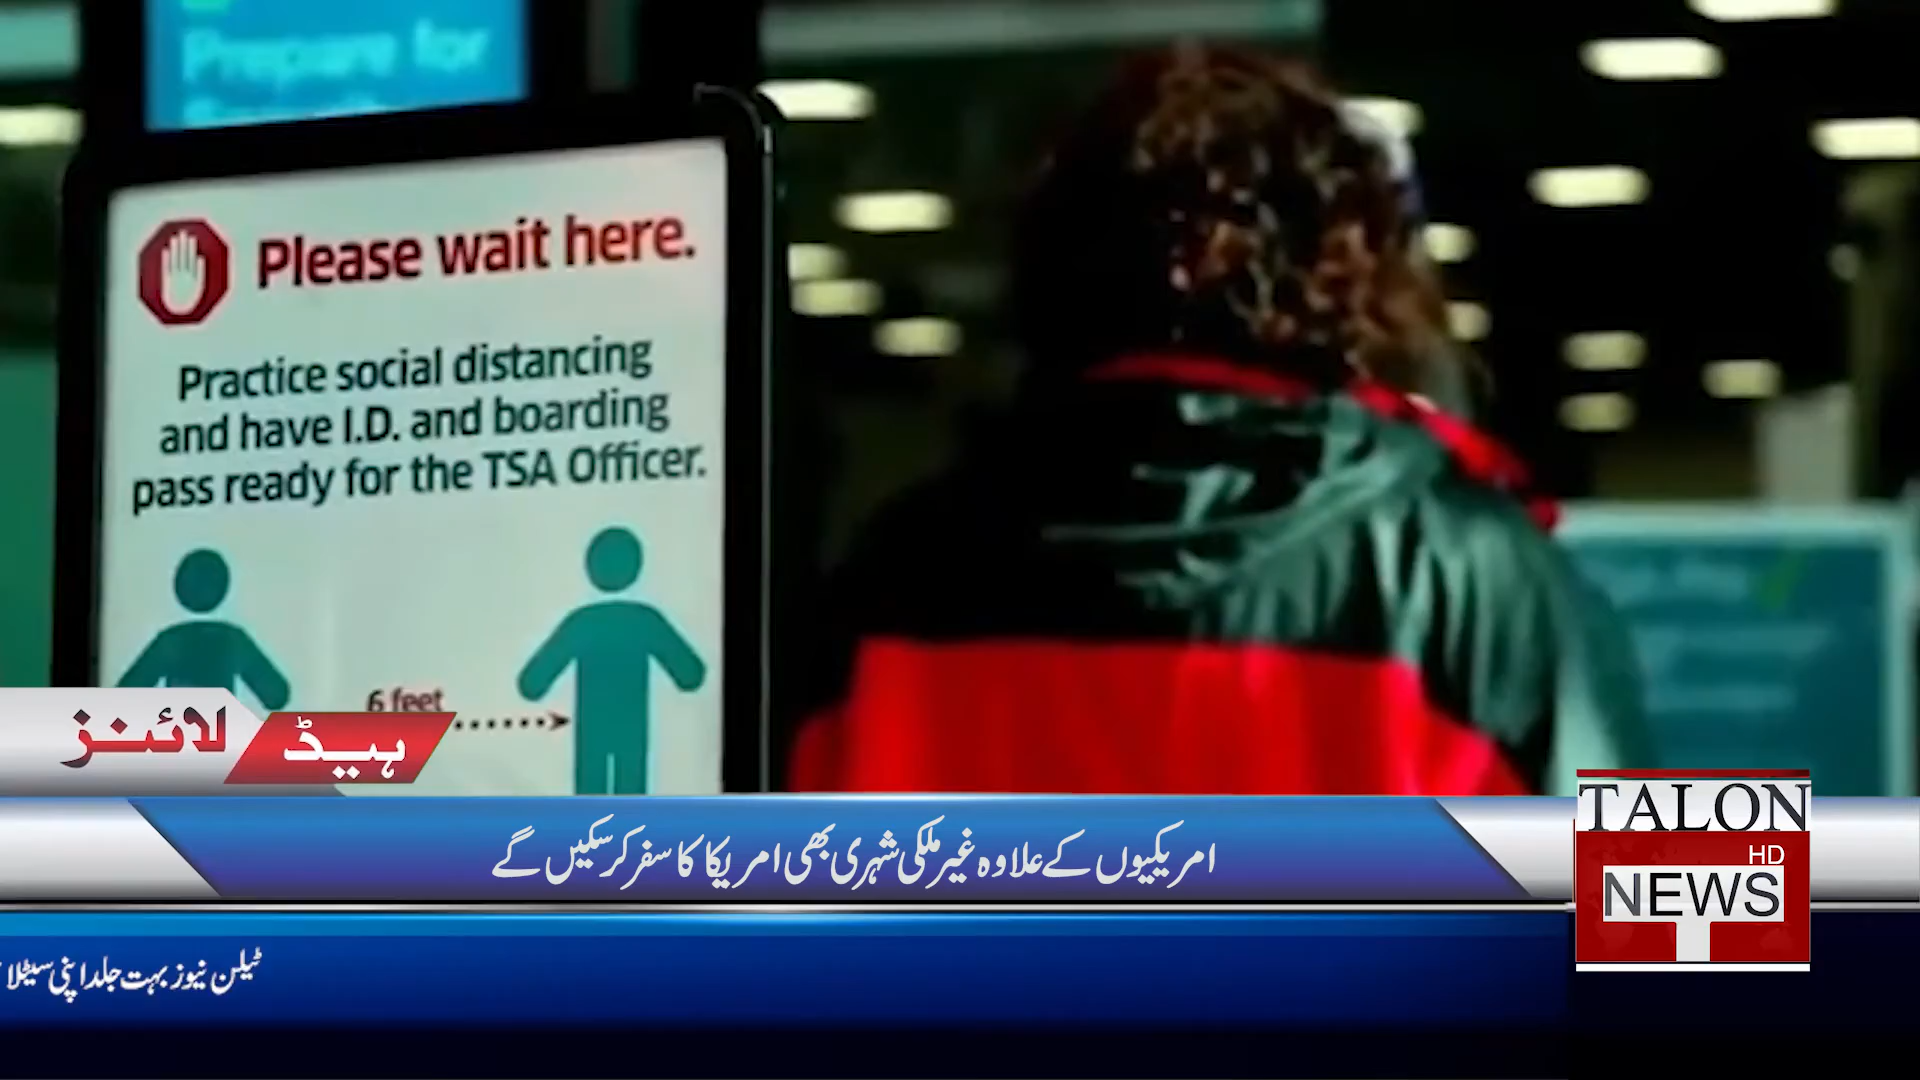 Prepare for
Please wait here.
Practice social distancing
and have I.D. and boarding
pass ready for the TSA Officer.
6 feet
ہیڈ لائنز
امریکیوں کے علاوہ غیر ملکی شہری بھی امریکا کا سفر کر سکیں گے
TALON
HD
NEWS
ٹیلن نیوز بہت جلد اپنی سیٹلا